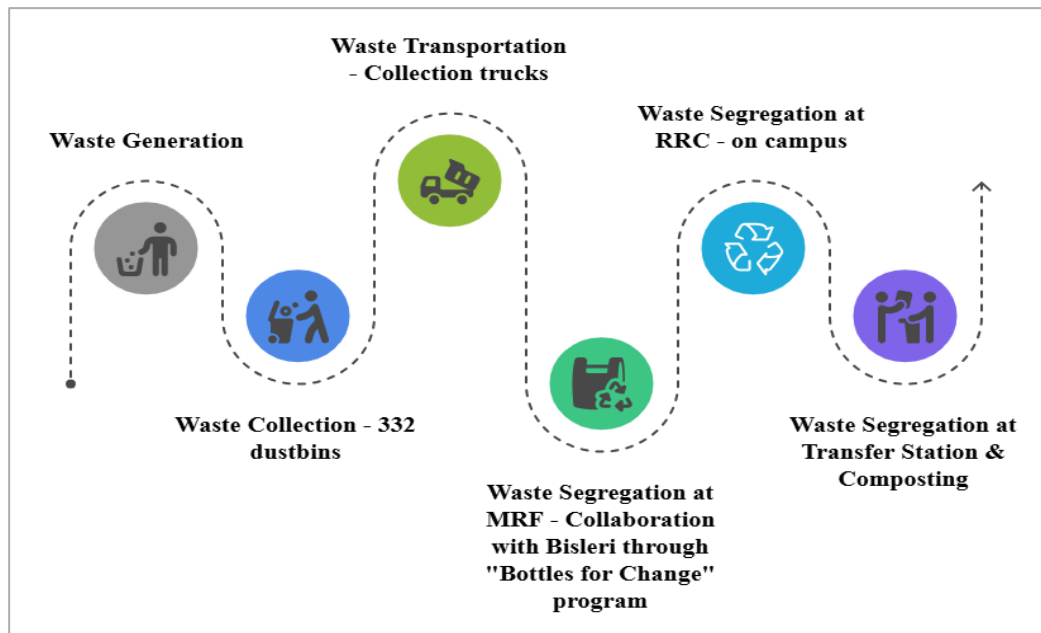 Waste Generation
Waste Collection - 332
dustbins
Waste Transportation
- Collection trucks
Waste Segregation at
MRF - Collaboration
with Bisleri through
"Bottles for Change"
program
Waste Segregation at
RRC - on campus
Waste Segregation at
Transfer Station &
Composting